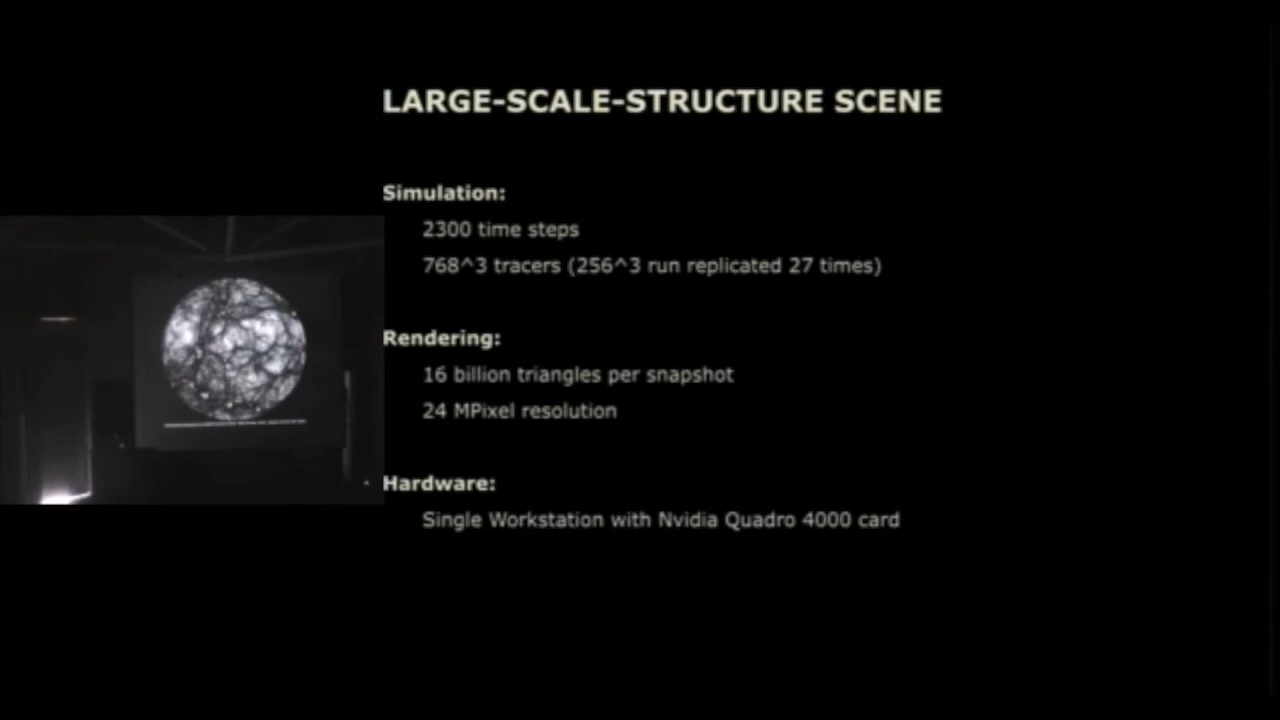 LARGE-SCALE-STRUCTURE SCENE
Simulation:
2300 time steps
768^3 tracers (256^3 run replicated 27 times)
Rendering:
16 billion triangles per snapshot
24 MPixel resolution
Hardware:
Single Workstation with Nvidia Quadro 4000 card